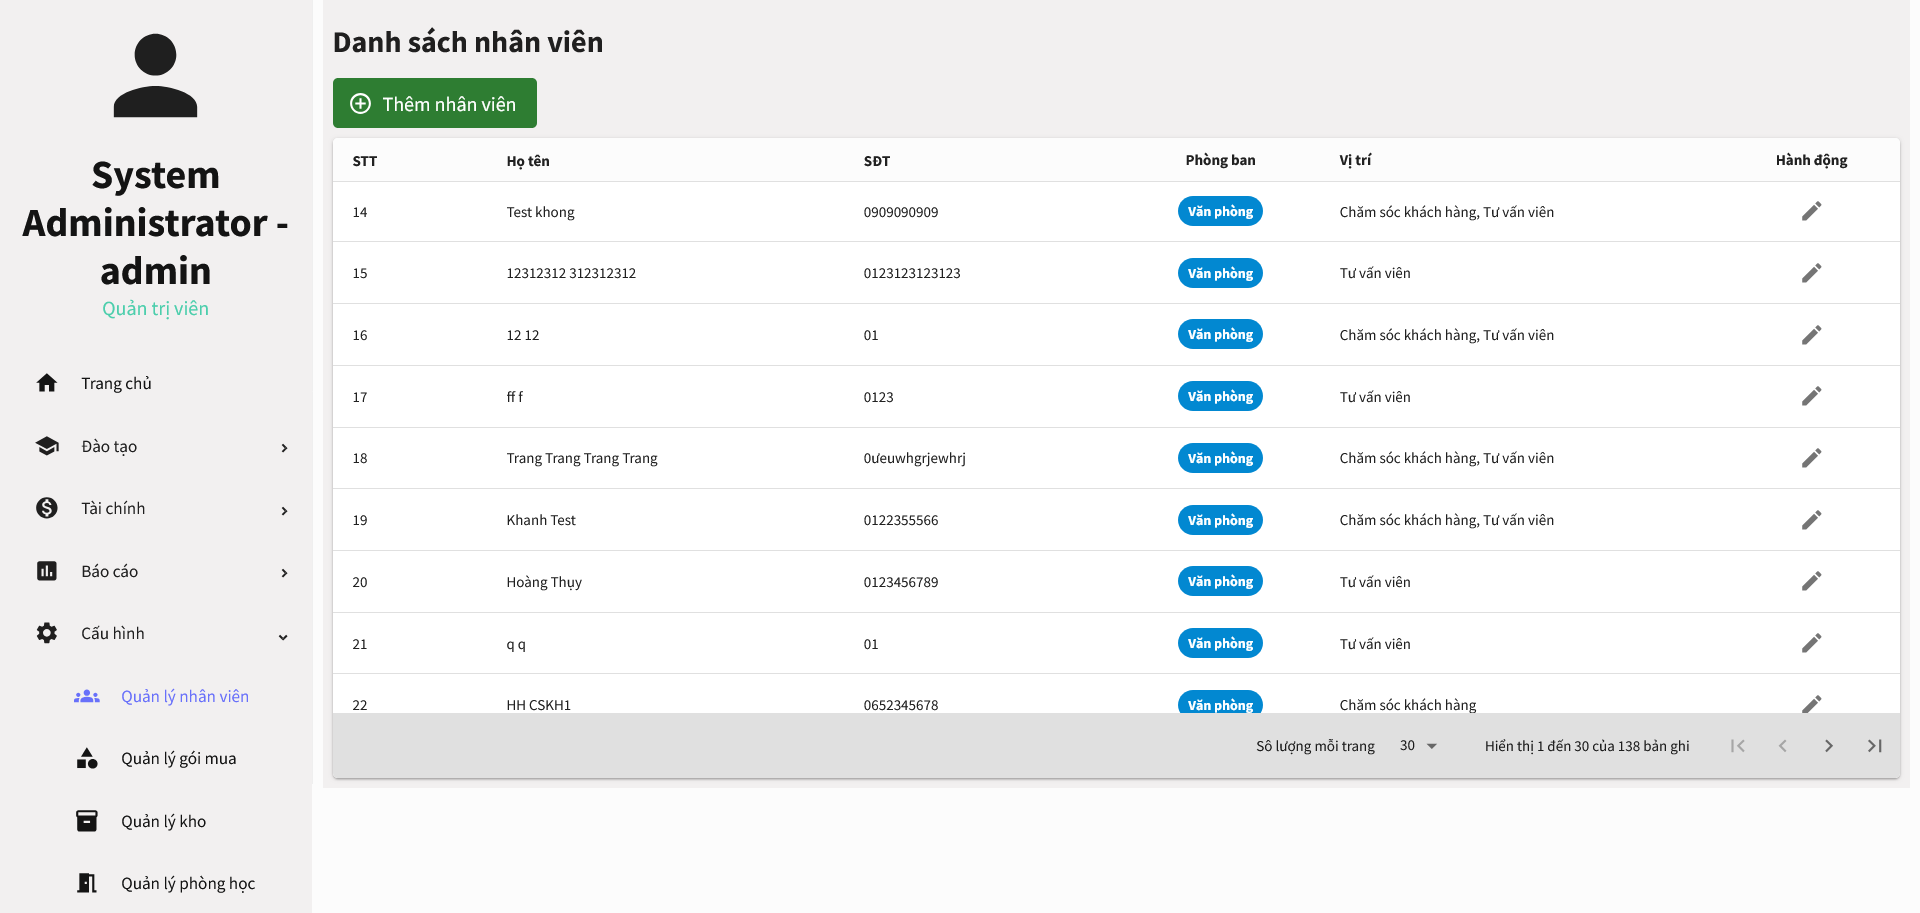 System
Administrator -
admin
Quản trị viên
Trang chủ
Đào tạo
Tài chính
Báo cáo
Cấu hình
Quản lý nhân viên
Quản lý gói mua
Quản lý kho
Quản lý phòng học
Danh sách nhân viên
Thêm nhân viên
STT Họ tên SĐT Phòng ban Vị trí Hành động
14 Test khong 0909090909 Văn phòng Chăm sóc khách hàng, Tư vấn viên
15 12312312 312312312 0123123123123 Văn phòng Tư vấn viên
16 12 12 01 Văn phòng Chăm sóc khách hàng, Tư vấn viên
17 ff f 0123 Văn phòng Tư vấn viên
18 Trang Trang Trang Trang 0ưeuwhgrjewhrj Văn phòng Chăm sóc khách hàng, Tư vấn viên
19 Khanh Test 0122355566 Văn phòng Chăm sóc khách hàng, Tư vấn viên
20 Hoàng Thụy 0123456789 Văn phòng Tư vấn viên
21 q q 01 Văn phòng Tư vấn viên
22 HH CSKH1 0652345678 Văn phòng Chăm sóc khách hàng
Số lượng mỗi trang 30 Hiển thị 1 đến 30 của 138 bản ghi